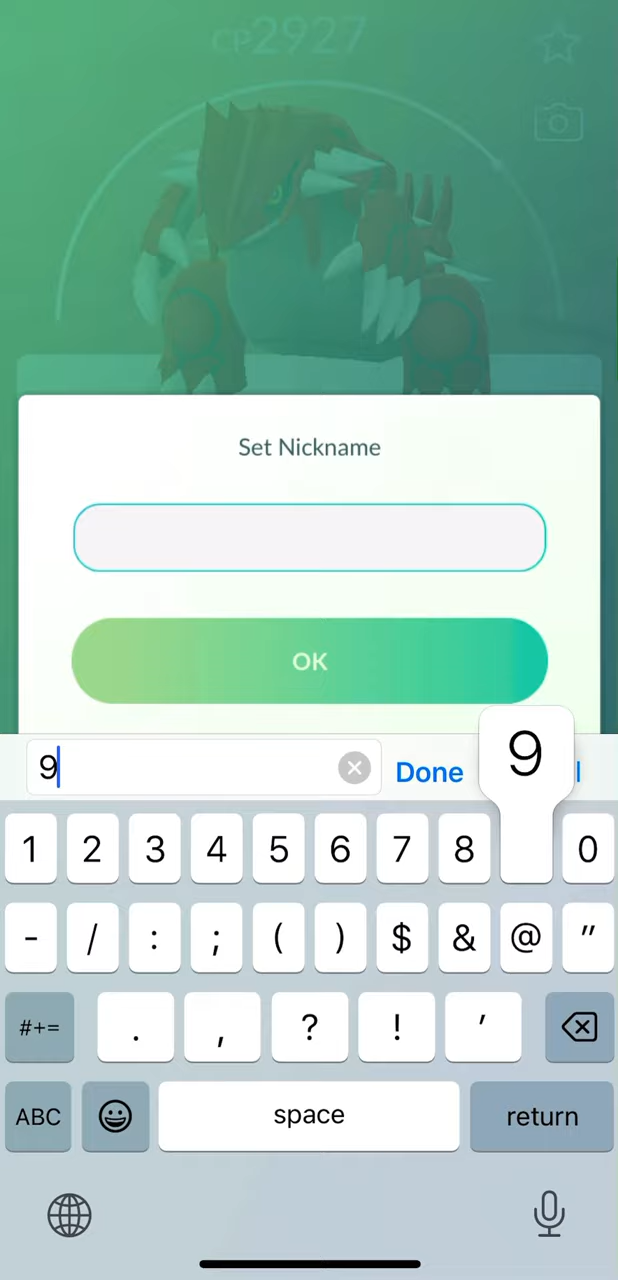 CP2927
Set Nickname
OK
9
Done
9
l
1 2 3 4 5 6 7 8 0
- / : ; ( ) $ & @ "
#+= . , ? ! '
ABC space return